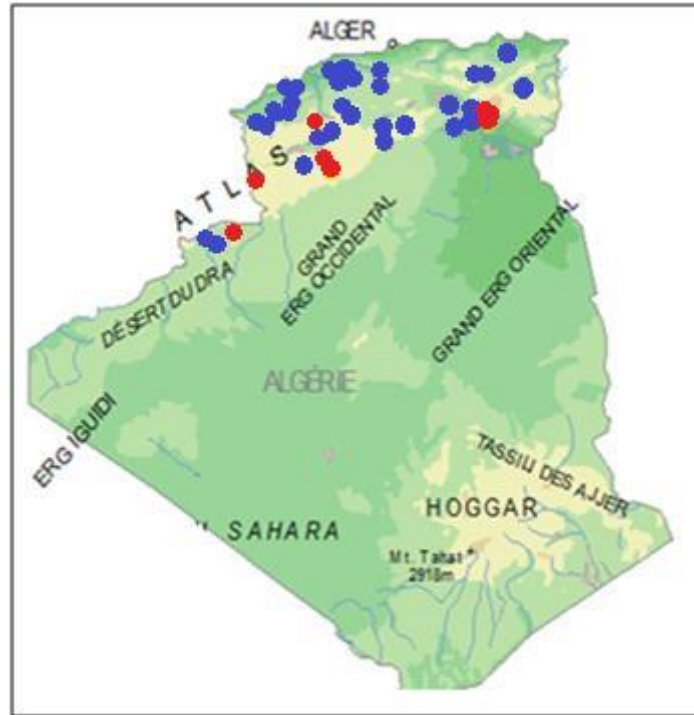 ALGER
ATLAS
GRAND
ERG OCCIDENTAL
GRAND ERG ORIENTAL
DÉSERT DU DRA
ALGÉRIE
ERG IGUIDI
TASSILI DES AJJER
HOGGAR
SAHARA
Mt. Tahat
2918m